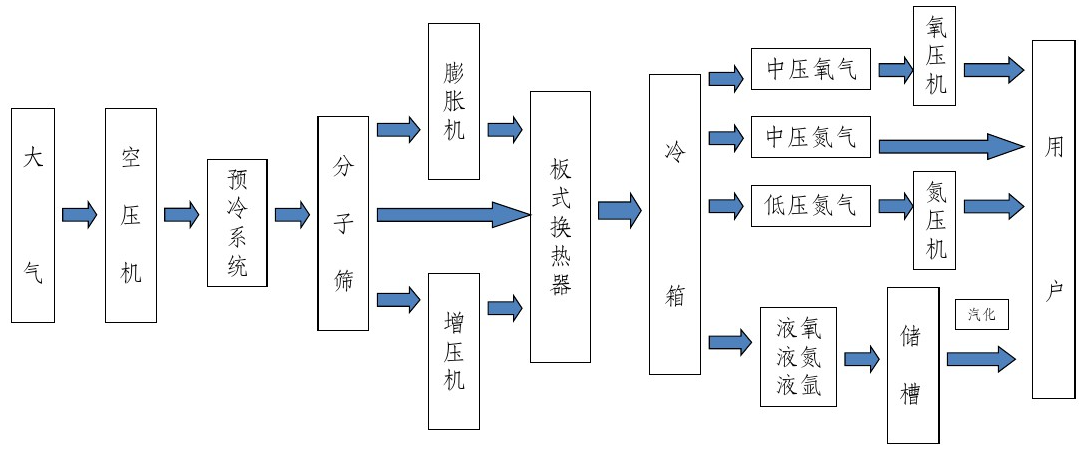 大气
空压机
预冷系统
分子筛
膨胀机
增压机
板式换热器
冷箱
中压氧气
氧压机
中压氮气
低压氮气
氮压机
液氧
液氮
液氩
储槽
汽化
用户